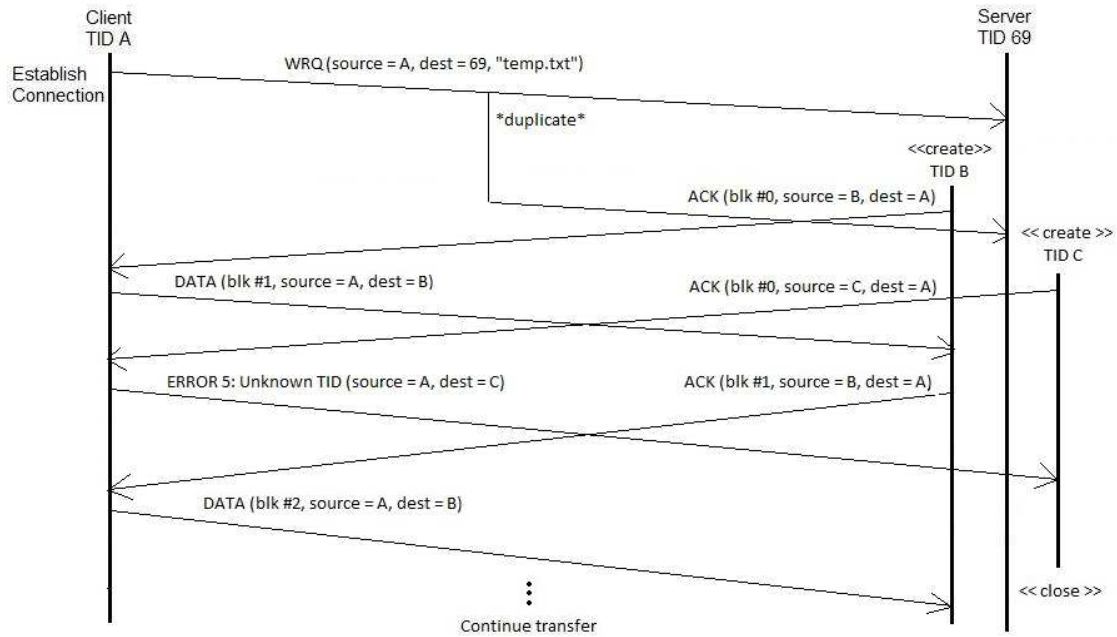 Client
TID A
Server
TID 69
Establish
Connection
WRQ (source = A, dest = 69, "temp.txt")
*duplicate*
<<create>>
TID B
ACK (blk #0, source = B, dest = A)
<< create >>
TID C
DATA (blk #1, source = A, dest = B)
ACK (blk #0, source = C, dest = A)
ERROR 5: Unknown TID (source = A, dest = C)
ACK (blk #1, source = B, dest = A)
DATA (blk #2, source = A, dest = B)
<< close >>
Continue transfer